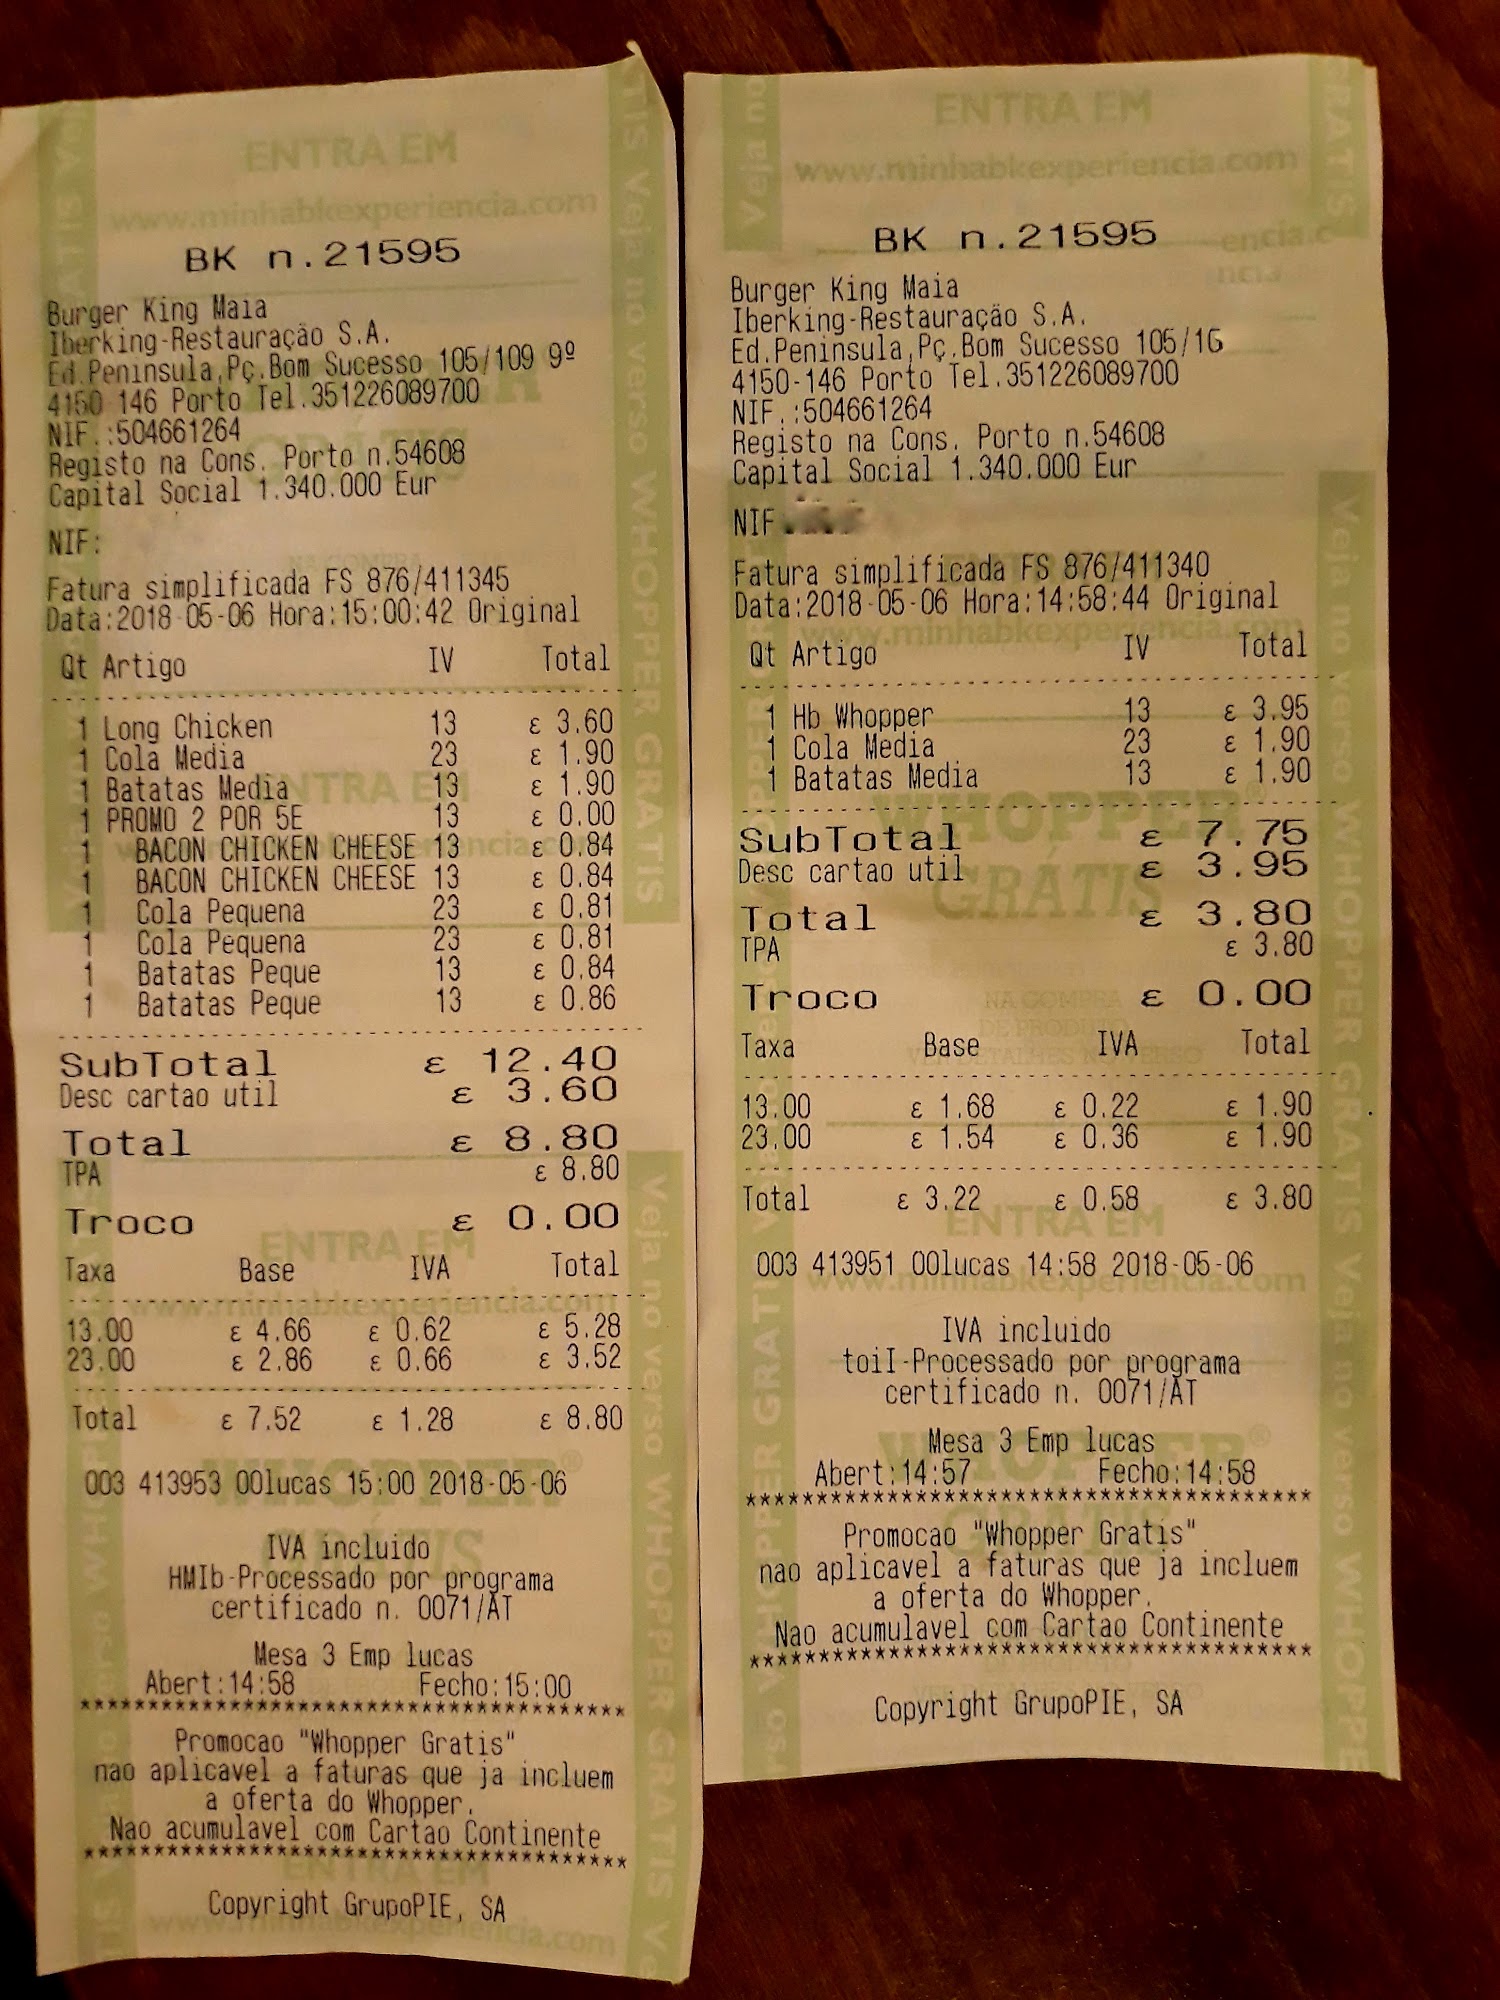 ENTRA EM
www.minhabkexperiencia.com
BK n.21595
Burger King Maia
Iberking-Restauração S.A.
Ed.Peninsula,Pç.Bom Sucesso 105/109 9º
4150 146 Porto Tel.351226089700
NIF.:504661264
Registo na Cons. Porto n.54608
Capital Social 1.340.000 Eur
NIF:
Fatura simplificada FS 876/411345
Data:2018-05-06 Hora:15:00:42 Original
Qt Artigo IV Total
1 Long Chicken 13 £ 3.60
1 Cola Media 23 £ 1.90
1 Batatas Media 13 £ 1.90
1 PROMO 2 POR 5E 13 £ 0.00
1 BACON CHICKEN CHEESE 13 £ 0.84
1 BACON CHICKEN CHEESE 13 £ 0.84
1 Cola Pequena 23 £ 0.81
1 Cola Pequena 23 £ 0.81
1 Batatas Peque 13 £ 0.84
1 Batatas Peque 13 £ 0.86
SubTotal £ 12.40
Desc cartao util £ 3.60
Total £ 8.80
TPA £ 8.80
Troco £ 0.00
Taxa Base IVA Total
13.00 £ 4.66 £ 0.62 £ 5.28
23.00 £ 2.86 £ 0.66 £ 3.52
Total £ 7.52 £ 1.28 £ 8.80
003 413953 00lucas 15:00 2018-05-06
IVA incluido
HMIb-Processado por programa
certificado n. 0071/AT
Mesa 3 Emp lucas
Abert:14:58 Fecho:15:00
****************************************
Promocao "Whopper Gratis"
nao aplicavel a faturas que ja incluem
a oferta do Whopper.
Nao acumulavel com Cartao Continente
****************************************
Copyright GrupoPIE, SA
ENTRA EM
www.minhabkexperiencia.com
BK n.21595
Burger King Maia
Iberking-Restauração S.A.
Ed.Peninsula,Pç.Bom Sucesso 105/1
4150-146 Porto Tel.351226089700
NIF.:504661264
Registo na Cons. Porto n.54608
Capital Social 1.340.000 Eur
NIF
Fatura simplificada FS 876/411340
Data:2018-05-06 Hora:14:58:44 Original
Qt Artigo IV Total
1 Hb Whopper 13 £ 3.95
1 Cola Media 23 £ 1.90
1 Batatas Media 13 £ 1.90
SubTotal £ 7.75
Desc cartao util £ 3.95
Total £ 3.80
TPA £ 3.80
Troco £ 0.00
Taxa Base IVA Total
13.00 £ 1.68 £ 0.22 £ 1.90
23.00 £ 1.54 £ 0.36 £ 1.90
Total £ 3.22 £ 0.58 £ 3.80
003 413951 00lucas 14:58 2018-05-06
IVA incluido
toiI-Processado por programa
certificado n. 0071/AT
Mesa 3 Emp lucas
Abert:14:57 Fecho:14:58
****************************************
Promocao "Whopper Gratis"
nao aplicavel a faturas que ja incluem
a oferta do Whopper.
Nao acumulavel com Cartao Continente
****************************************
Copyright GrupoPIE, SA